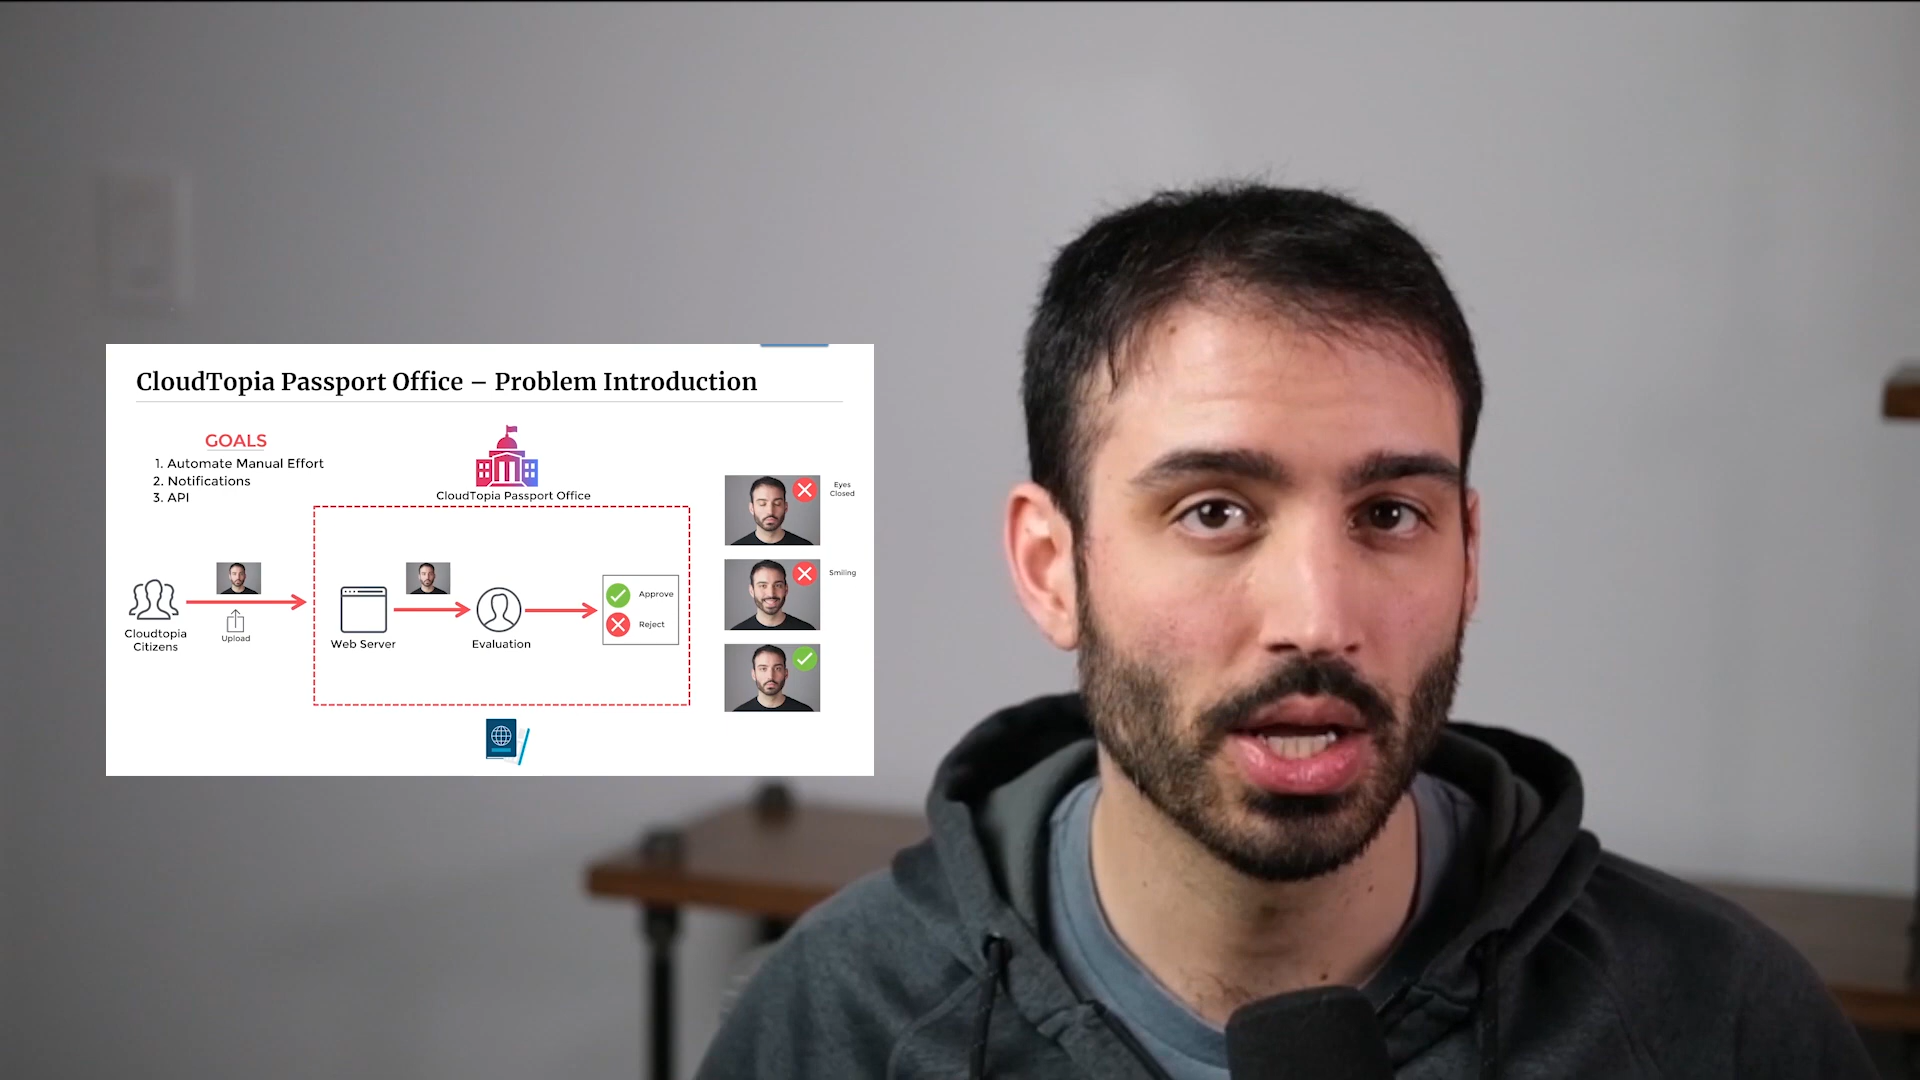 CloudTopia Passport Office – Problem Introduction
GOALS
1. Automate Manual Effort
2. Notifications
3. API
CloudTopia Passport Office
Eyes
Closed
Smiling
Approve
Reject
Upload
Cloudtopia
Citizens
Web Server
Evaluation